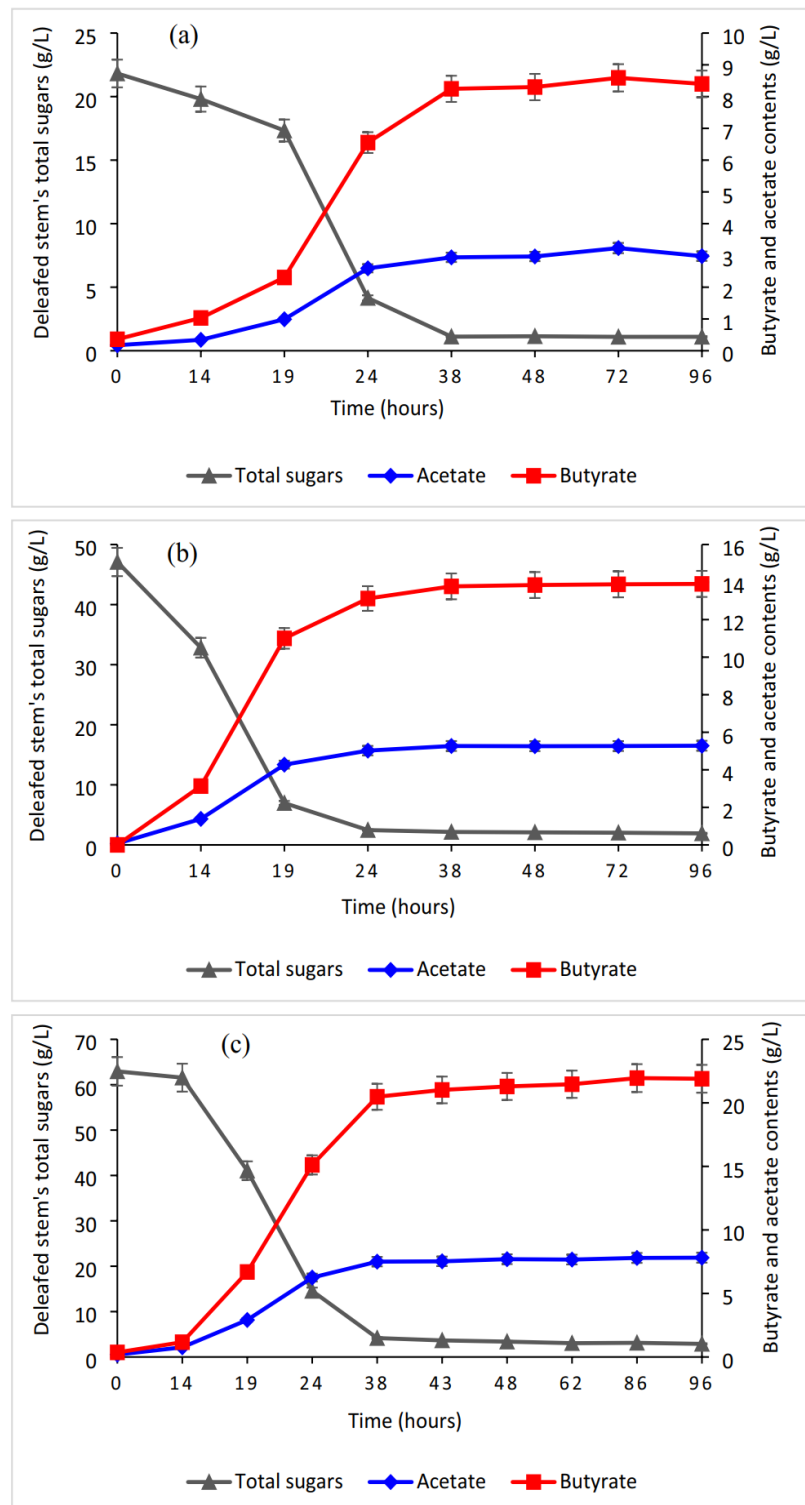 (a)
Deleafed stem's total sugars (g/L)
25
20
15
10
5
0
Butyrate and acetate contents (g/L)
10
9
8
7
6
5
4
3
2
1
0
0 14 19 24 38 48 72 96
Time (hours)
Total sugars Acetate Butyrate
(b)
Deleafed stem's total sugars (g/L)
50
40
30
20
10
0
Butyrate and acetate contents (g/L)
16
14
12
10
8
6
4
2
0
0 14 19 24 38 48 72 96
Time (hours)
Total sugars Acetate Butyrate
(c)
Deleafed stem's total sugars (g/L)
70
60
50
40
30
20
10
0
Butyrate and acetate contents (g/L)
25
20
15
10
5
0
0 14 19 24 38 43 48 62 86 96
Time (hours)
Total sugars Acetate Butyrate